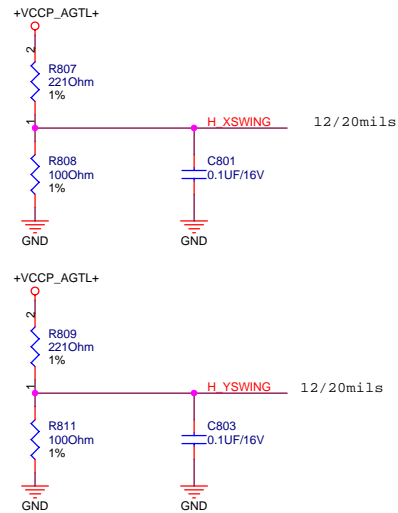 +VCCP_AGTL+
2
R807
221Ohm
1%
1
H_XSWING
12/20mils
R808
100Ohm
1%
C801
0.1UF/16V
GND
GND
+VCCP_AGTL+
2
R809
221Ohm
1%
1
H_YSWING
12/20mils
R811
100Ohm
1%
C803
0.1UF/16V
GND
GND